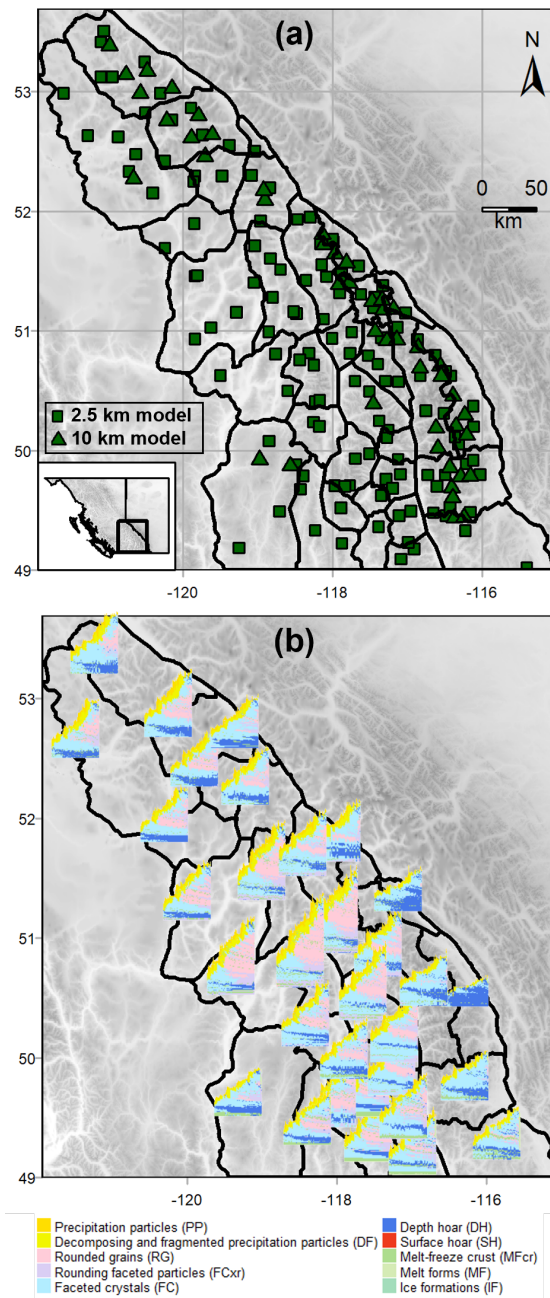 (a)
N
53
0 50
km
52
51
2.5 km model
10 km model
50
49
-120 -118 -116
(b)
53
52
51
50
49
-120 -118 -116
Precipitation particles (PP)
Decomposing and fragmented precipitation particles (DF)
Rounded grains (RG)
Rounding faceted particles (FCxr)
Faceted crystals (FC)
Depth hoar (DH)
Surface hoar (SH)
Melt-freeze crust (MFcr)
Melt forms (MF)
Ice formations (IF)